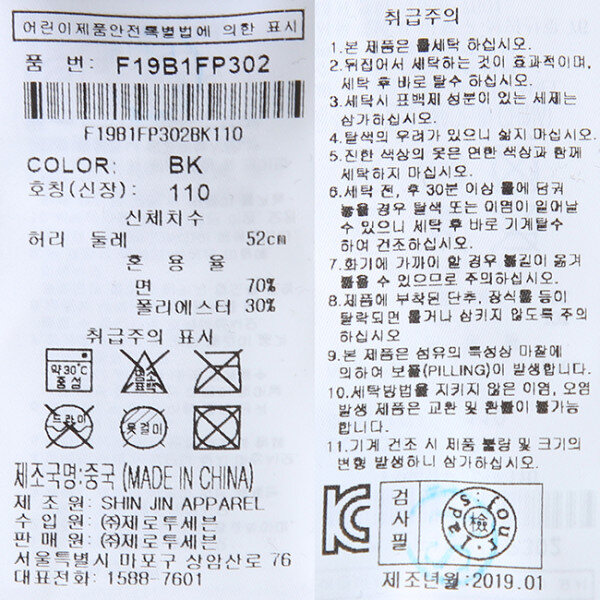 어린이제품안전특별법에 의한 표시
품 번: F19B1FP302
F19B1FP302BK110
COLOR: BK
호칭(신장): 110
신체치수
허리 둘레 52cm
혼 용 율
면 70%
폴리에스터 30%
취급주의 표시
약30℃
중성
염소
표백
드라이
옷걸이
제조국명:중국(MADE IN CHINA)
제 조 원: SHIN JIN APPAREL
수 입 원: ㈜제로투세븐
판 매 원: ㈜제로투세븐
서울특별시 마포구 상암산로 76
대표전화: 1588-7601
취급주의
1.본 제품은 물세탁 하십시오.
2.뒤집어서 세탁하는 것이 효과적이며,
세탁 후 바로 탈수 하십시오.
3.세탁시 표백제 성분이 있는 세제는
삼가하십시오.
4.탈색의 우려가 있으니 삶지 마십시오.
5.진한 색상의 옷은 연한 색상과 함께
세탁하지 마십시오.
6.세탁 전, 후 30분 이상 물에 담궈
놓을 경우 탈색 또는 이염이 일어날
수 있으니 세탁 후 바로 기계탈수
하여 건조하십시오.
7.화기에 가까이 할 경우 불길이 옮겨
붙을 수 있으므로 주의하십시오.
8.제품에 부착된 단추, 장식물 등이
탈락되면 물거나 삼키지 않도록 주의
하십시오
9.본 제품은 섬유의 특성상 마찰에
의하여 보풀(PILLING)이 발생합니다.
10.세탁방법을 지키지 않은 이염, 오염
발생 제품은 교환 및 환불이 불가능
합니다.
11.기계 건조 시 제품 뒤틀림 및 크기의
변형 발생하니 삼가하십시오.
KC
검
사
필
four·laps
檢
제조년월:2019.01